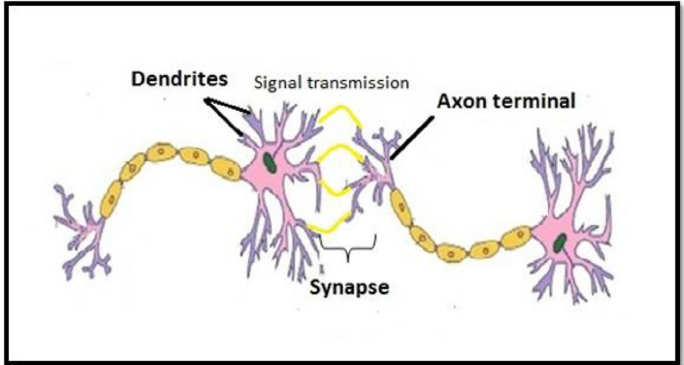 Dendrites
Signal transmission
Axon terminal
Synapse